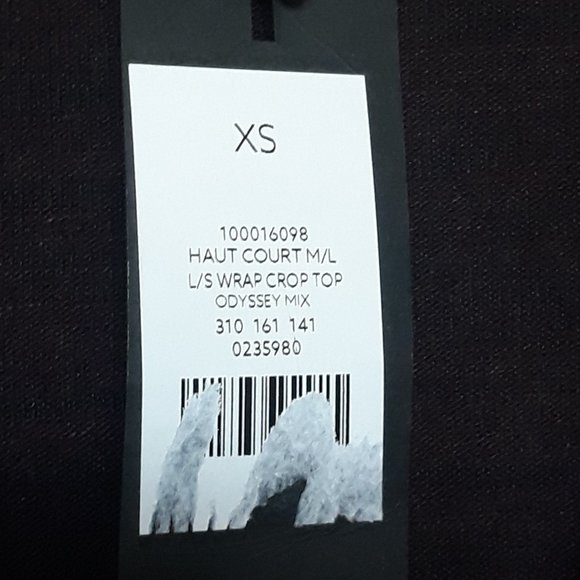 XS
100016098
HAUT COURT M/L
L/S WRAP CROP TOP
ODYSSEY MIX
310 161 141
0235980